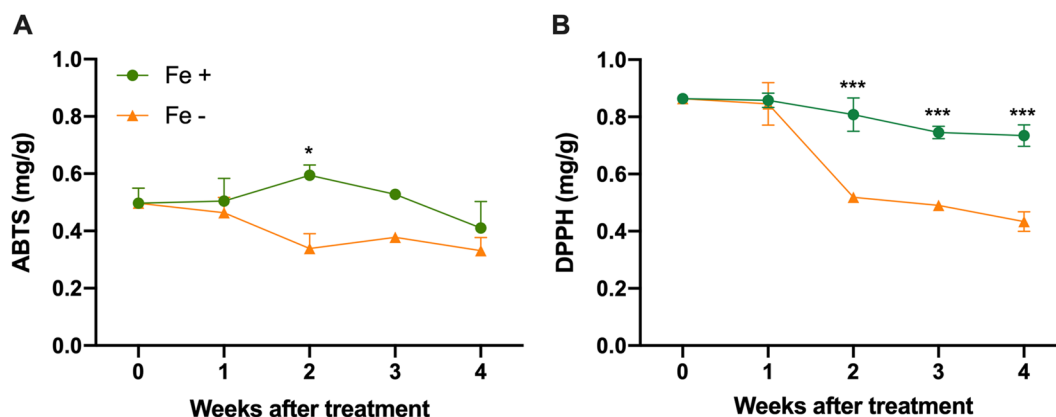 A
ABTS (mg/g)
1.0
0.8
0.6
0.4
0.2
0.0
Fe +
Fe -
*
0 1 2 3 4
Weeks after treatment
B
DPPH (mg/g)
1.0
0.8
0.6
0.4
0.2
0.0
*** *** ***
0 1 2 3 4
Weeks after treatment